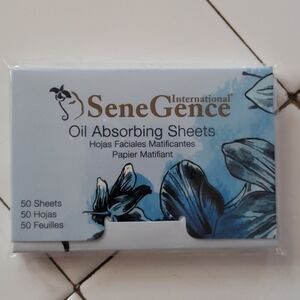 International®
SeneGence
Oil Absorbing Sheets
Hojas Faciales Matificantes
Papier Matifiant
50 Sheets
50 Hojas
50 Feuilles